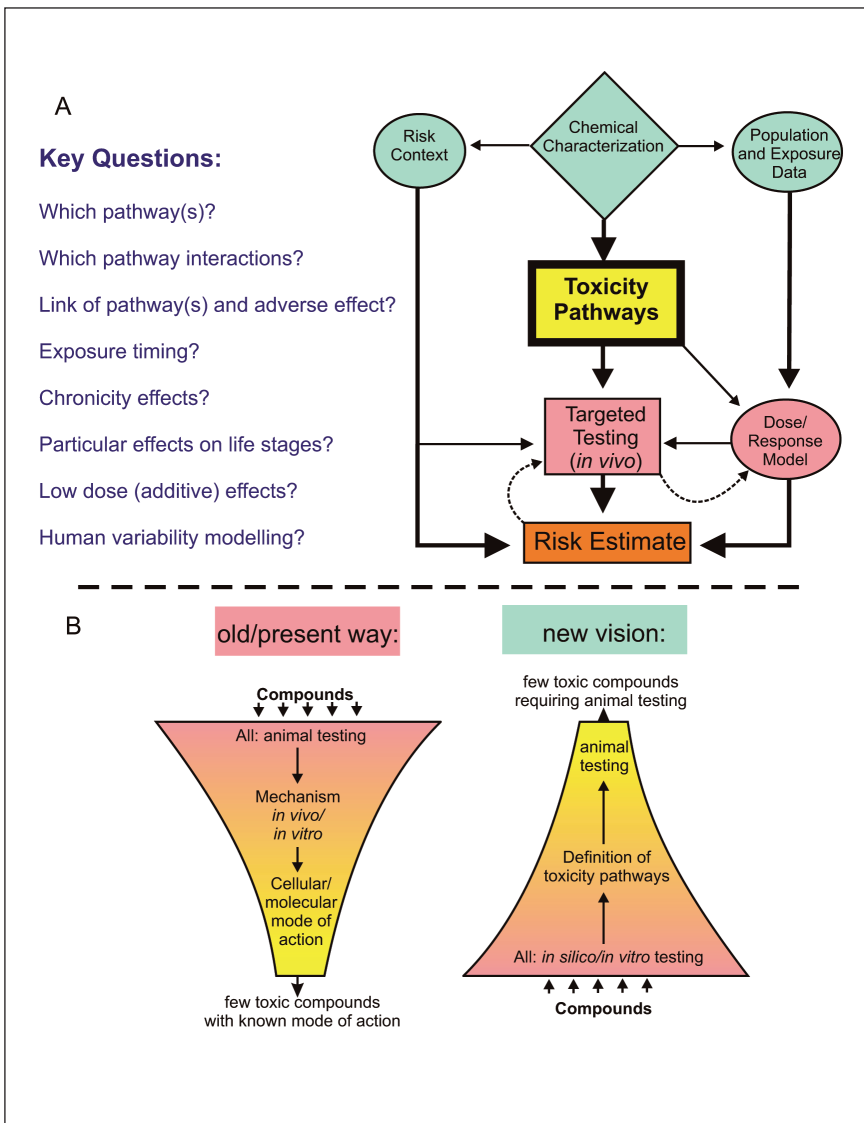 A
Key Questions:
Which pathway(s)?
Which pathway interactions?
Link of pathway(s) and adverse effect?
Exposure timing?
Chronicity effects?
Particular effects on life stages?
Low dose (additive) effects?
Human variability modelling?
Risk
Context
Chemical
Characterization
Population
and Exposure
Data
Toxicity
Pathways
Targeted
Testing
(in vivo)
Dose/
Response
Model
Risk Estimate
B
old/present way:
Compounds
All: animal testing
Mechanism
in vivo/
in vitro
Cellular/
molecular
mode of
action
few toxic compounds
with known mode of action
new vision:
few toxic compounds
requiring animal testing
animal
testing
Definition of
toxicity pathways
All: in silico/in vitro testing
Compounds